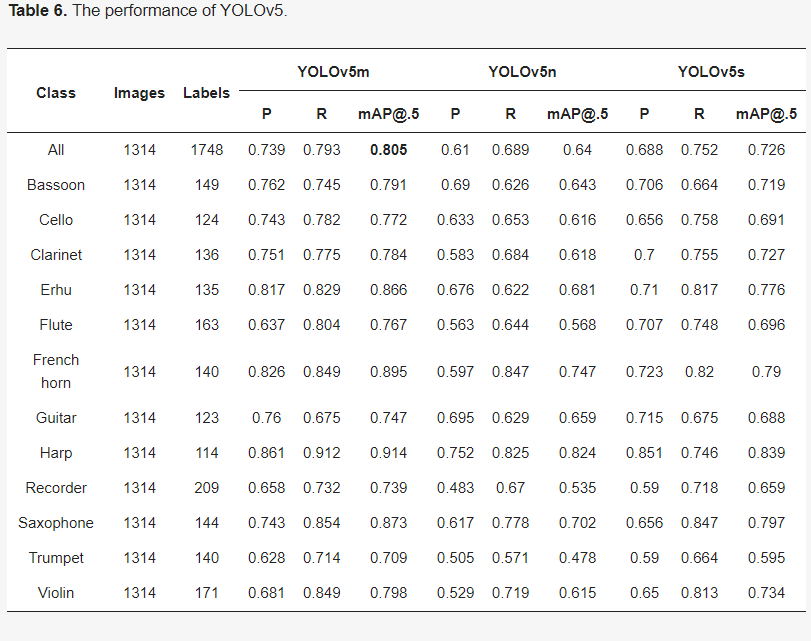 Table 6. The performance of YOLOv5.
YOLOv5m YOLOv5n YOLOv5s
Class Images Labels
P R mAP@.5 P R mAP@.5 P R mAP@.5
All 1314 1748 0.739 0.793 0.805 0.61 0.689 0.64 0.688 0.752 0.726
Bassoon 1314 149 0.762 0.745 0.791 0.69 0.626 0.643 0.706 0.664 0.719
Cello 1314 124 0.743 0.782 0.772 0.633 0.653 0.616 0.656 0.758 0.691
Clarinet 1314 136 0.751 0.775 0.784 0.583 0.684 0.618 0.7 0.755 0.727
Erhu 1314 135 0.817 0.829 0.866 0.676 0.622 0.681 0.71 0.817 0.776
Flute 1314 163 0.637 0.804 0.767 0.563 0.644 0.568 0.707 0.748 0.696
French
horn 1314 140 0.826 0.849 0.895 0.597 0.847 0.747 0.723 0.82 0.79
Guitar 1314 123 0.76 0.675 0.747 0.695 0.629 0.659 0.715 0.675 0.688
Harp 1314 114 0.861 0.912 0.914 0.752 0.825 0.824 0.851 0.746 0.839
Recorder 1314 209 0.658 0.732 0.739 0.483 0.67 0.535 0.59 0.718 0.659
Saxophone 1314 144 0.743 0.854 0.873 0.617 0.778 0.702 0.656 0.847 0.797
Trumpet 1314 140 0.628 0.714 0.709 0.505 0.571 0.478 0.59 0.664 0.595
Violin 1314 171 0.681 0.849 0.798 0.529 0.719 0.615 0.65 0.813 0.734